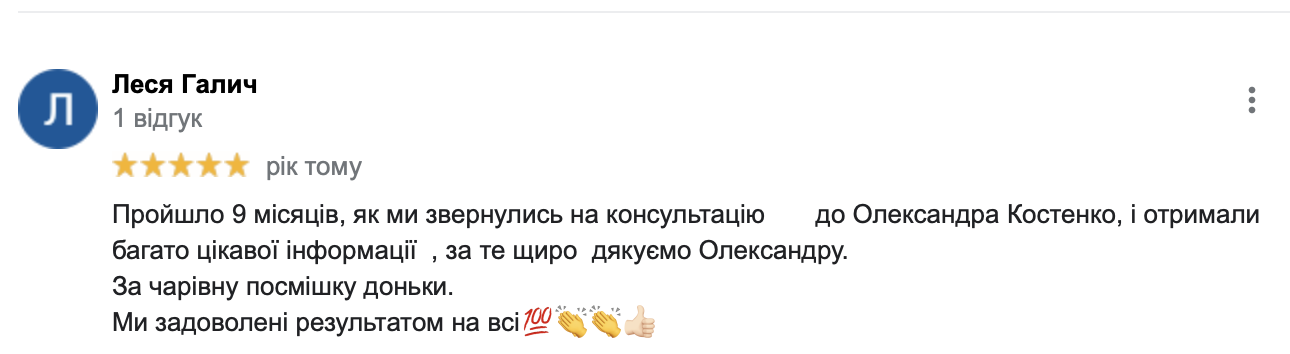 Л
Леся Галич
1 відгук
рік тому
Пройшло 9 місяців, як ми звернулись на консультацію до Олександра Костенко, і отримали
багато цікавої інформації , за те щиро дякуємо Олександру.
За чарівну посмішку доньки.
Ми задоволені результатом на всі💯👏🏻👏🏻👍🏻